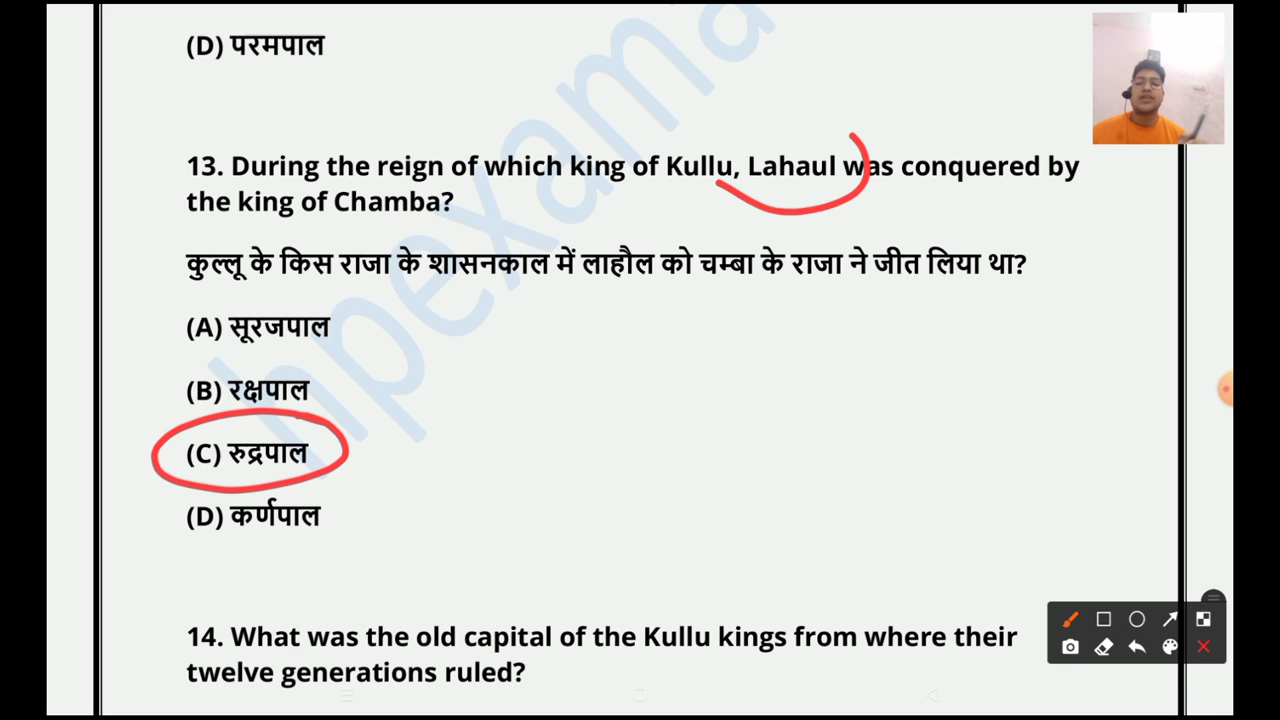 (D) परमपाल
13. During the reign of which king of Kullu, Lahaul was conquered by
the king of Chamba?
कुल्लू के किस राजा के शासनकाल में लाहौल को चम्बा के राजा ने जीत लिया था?
(A) सूरजपाल
(B) रक्षपाल
(C) रुद्रपाल
(D) कर्णपाल
14. What was the old capital of the Kullu kings from where their
twelve generations ruled?
hpexama